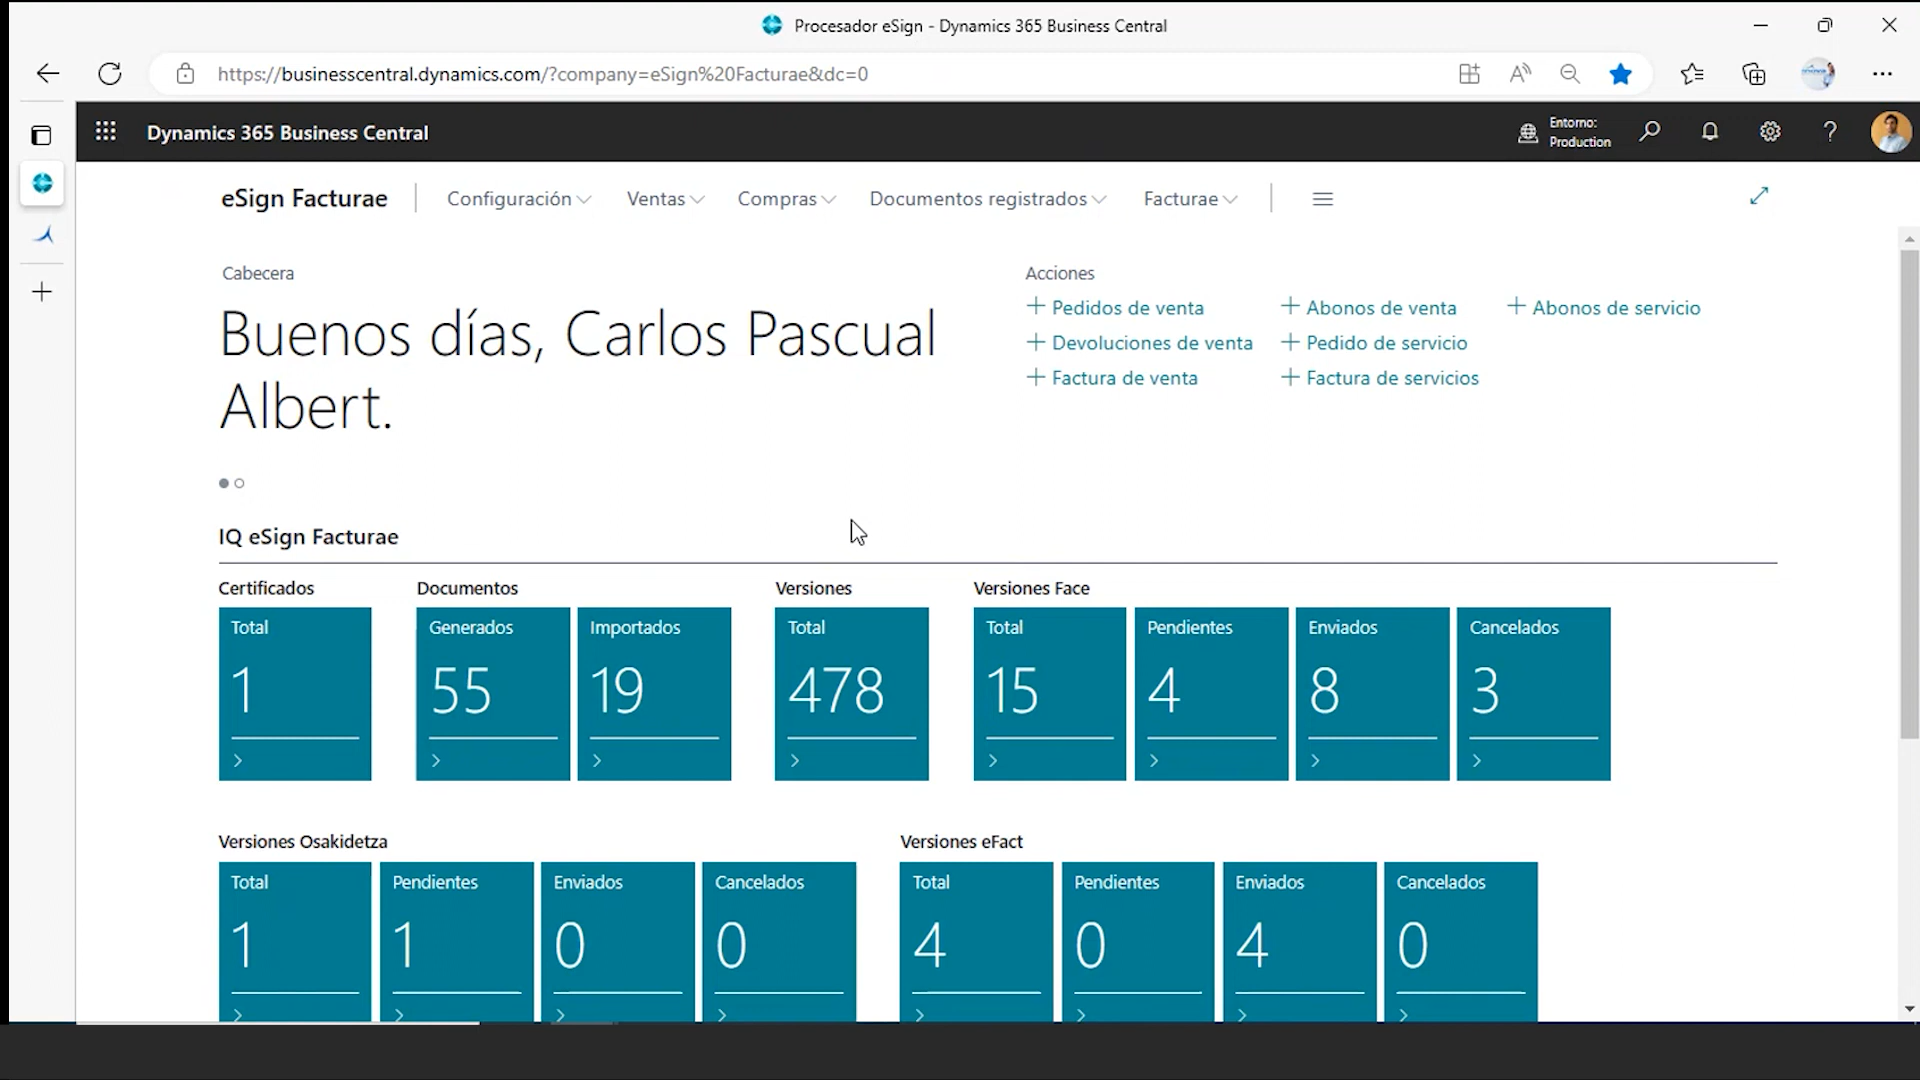 Procesador eSign - Dynamics 365 Business Central
https://businesscentral.dynamics.com/?company=eSign%20Facturae&dc=0
Dynamics 365 Business Central
Entorno:
Production
eSign Facturae
Configuración
Ventas
Compras
Documentos registrados
Facturae
Cabecera
Buenos días, Carlos Pascual
Albert.
Acciones
Pedidos de venta
Abonos de venta
Abonos de servicio
Devoluciones de venta
Pedido de servicio
Factura de venta
Factura de servicios
IQ eSign Facturae
Certificados
Total
1
Documentos
Generados
55
Importados
19
Versiones
Total
478
Versiones Face
Total
15
Pendientes
4
Enviados
8
Cancelados
3
Versiones Osakidetza
Total
1
Pendientes
1
Enviados
0
Cancelados
0
Versiones eFact
Total
4
Pendientes
0
Enviados
4
Cancelados
0